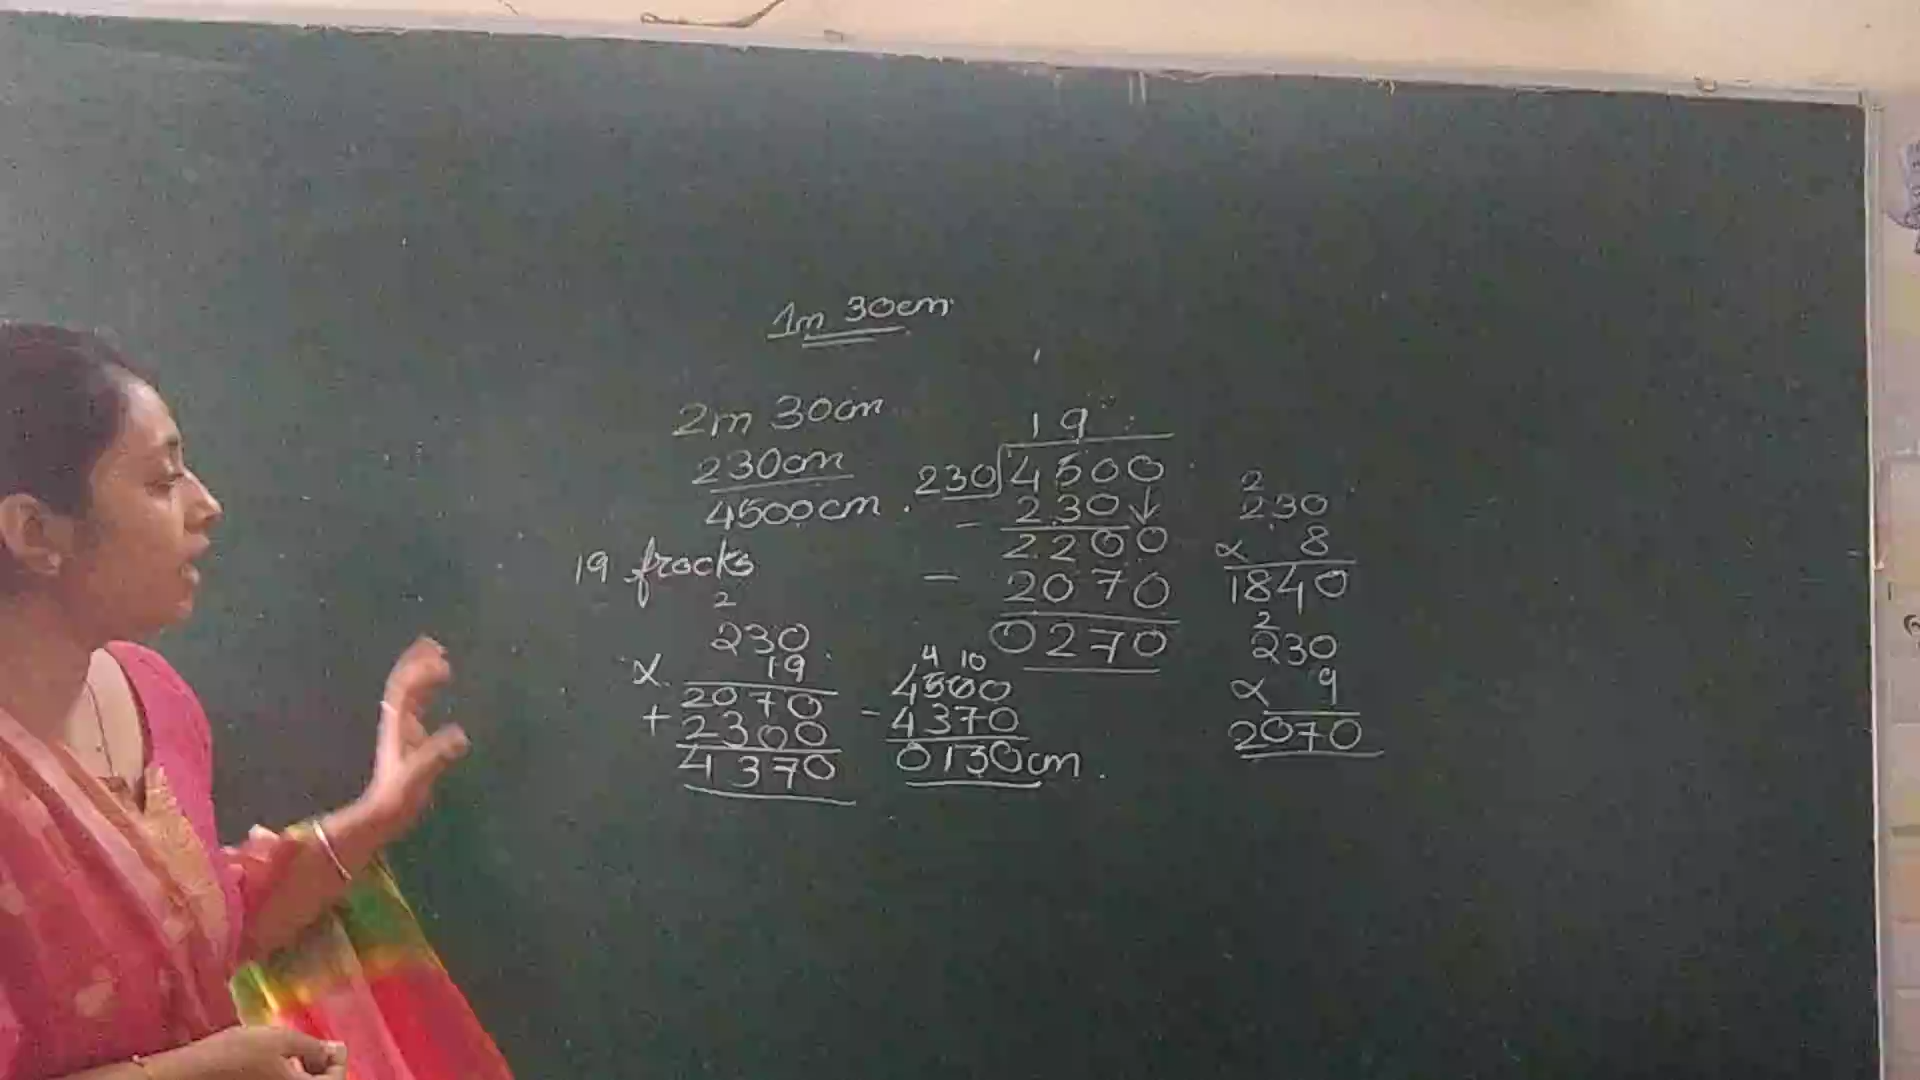 1m 30cm
2m 30cm
230cm
4500cm.
19 frocks
2
230
x 19
2070
+ 2300
4370
19
230)4500
- 230↓
2200
- 2070
0270
4 10
4500
- 4370
0130cm.
2
230
x 8
1840
2
230
x 9
2070